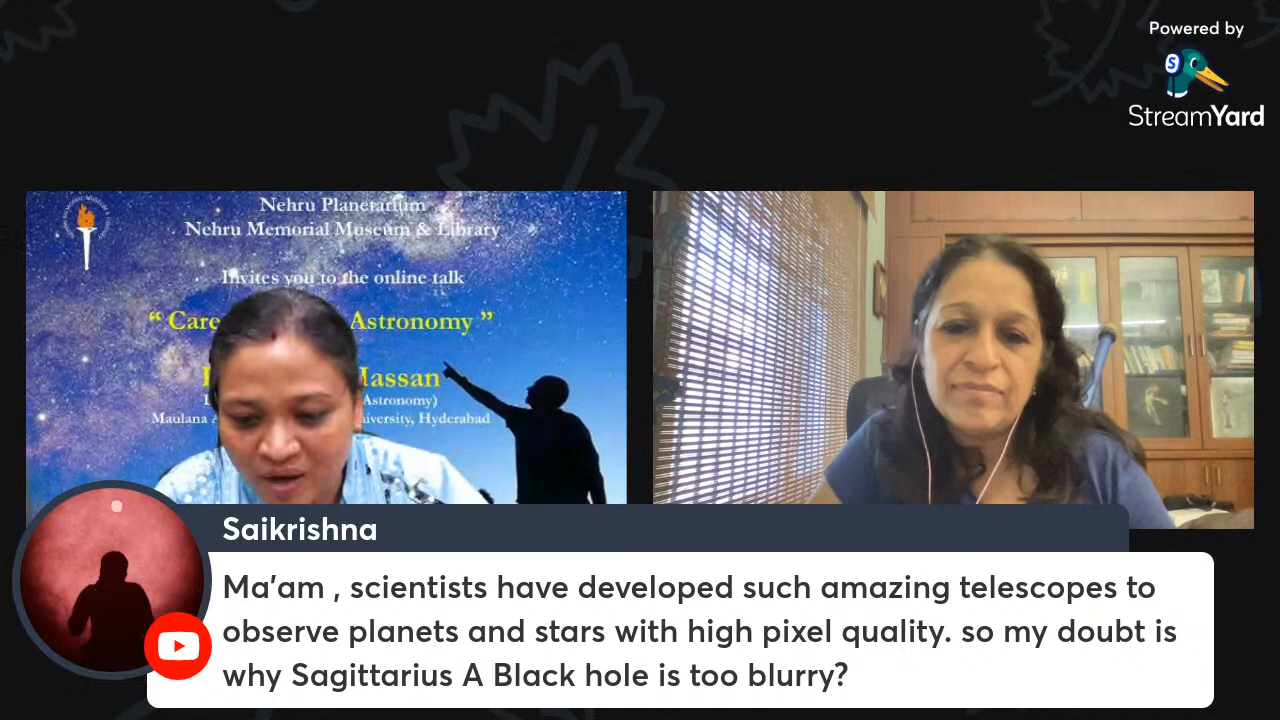 Powered by
StreamYard
Nehru Planetarium
Nehru Memorial Museum & Library
Invites you to the online talk
“ Care Astronomy ”
Hassan
Astronomy)
Maulana A iversity, Hyderabad
Saikrishna
Ma'am , scientists have developed such amazing telescopes to
observe planets and stars with high pixel quality. so my doubt is
why Sagittarius A Black hole is too blurry?